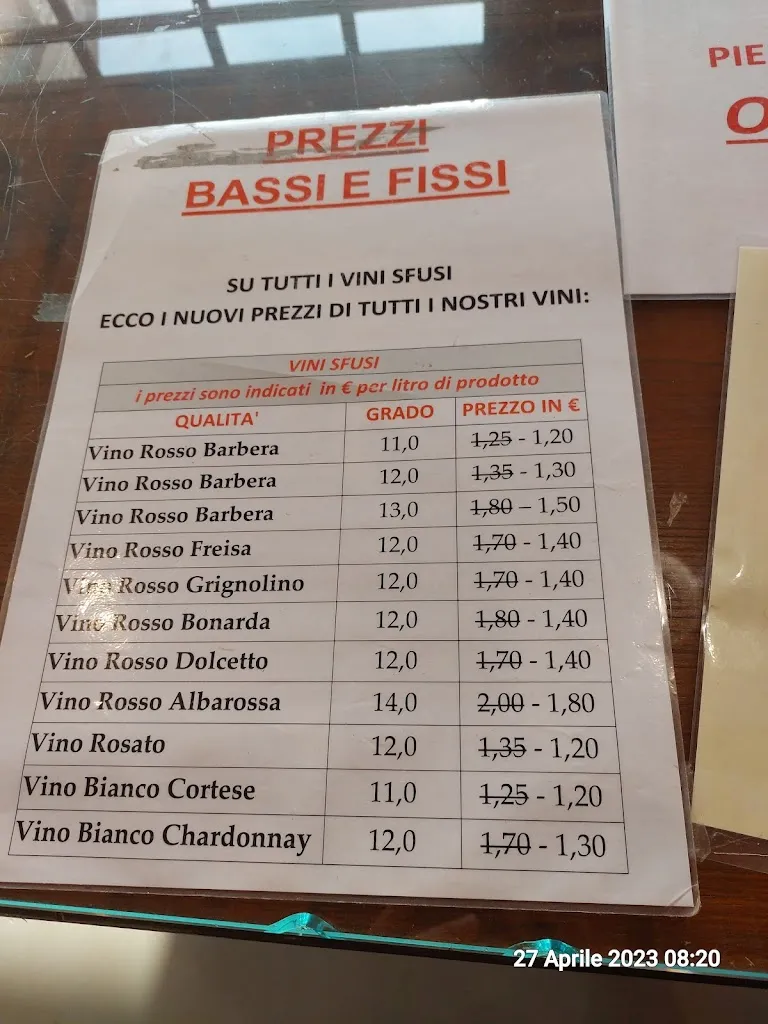 PREZZI
BASSI E FISSI
SU TUTTI I VINI SFUSI
ECCO I NUOVI PREZZI DI TUTTI I NOSTRI VINI:
VINI SFUSI
i prezzi sono indicati in € per litro di prodotto
QUALITA' GRADO PREZZO IN €
Vino Rosso Barbera 11,0 1,25 - 1,20
Vino Rosso Barbera 12,0 1,35 - 1,30
Vino Rosso Barbera 13,0 1,80 – 1,50
Vino Rosso Freisa 12,0 1,70 - 1,40
Vino Rosso Grignolino 12,0 1,70 - 1,40
Vino Rosso Bonarda 12,0 1,80 - 1,40
Vino Rosso Dolcetto 12,0 1,70 - 1,40
Vino Rosso Albarossa 14,0 2,00 - 1,80
Vino Rosato 12,0 1,35 - 1,20
Vino Bianco Cortese 11,0 1,25 - 1,20
Vino Bianco Chardonnay 12,0 1,70 - 1,30
PIE
O
27 Aprile 2023 08:20